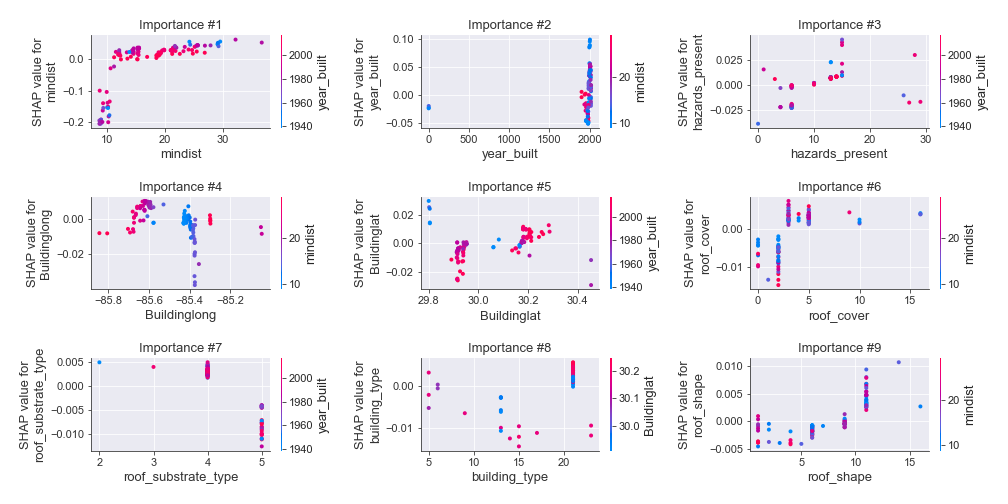 Importance #1
Importance #2
Importance #3
SHAP value for
mindist
0.0
−0.1
−0.2
10
20
30
mindist
2000
1980
1960
1940
year_built
SHAP value for
year_built
0.10
0.05
0.00
−0.05
0
500
1000
1500
2000
year_built
20
10
mindist
SHAP value for
hazards_present
0.025
0.000
−0.025
0
10
20
30
hazards_present
2000
1980
1960
1940
year_built
Importance #4
Importance #5
Importance #6
SHAP value for
Buildinglong
0.00
−0.02
−85.8
−85.6
−85.4
−85.2
Buildinglong
20
10
mindist
SHAP value for
Buildinglat
0.02
0.00
−0.02
29.8
30.0
30.2
30.4
Buildinglat
2000
1980
1960
1940
year_built
SHAP value for
roof_cover
0.00
−0.01
0
5
10
15
roof_cover
20
10
mindist
Importance #7
Importance #8
Importance #9
SHAP value for
roof_substrate_type
0.005
0.000
−0.005
−0.010
2
3
4
5
roof_substrate_type
2000
1980
1960
1940
year_built
SHAP value for
building_type
0.00
−0.01
5
10
15
20
building_type
30.2
30.1
30.0
Buildinglat
SHAP value for
roof_shape
0.010
0.005
0.000
−0.005
5
10
15
roof_shape
20
10
mindist